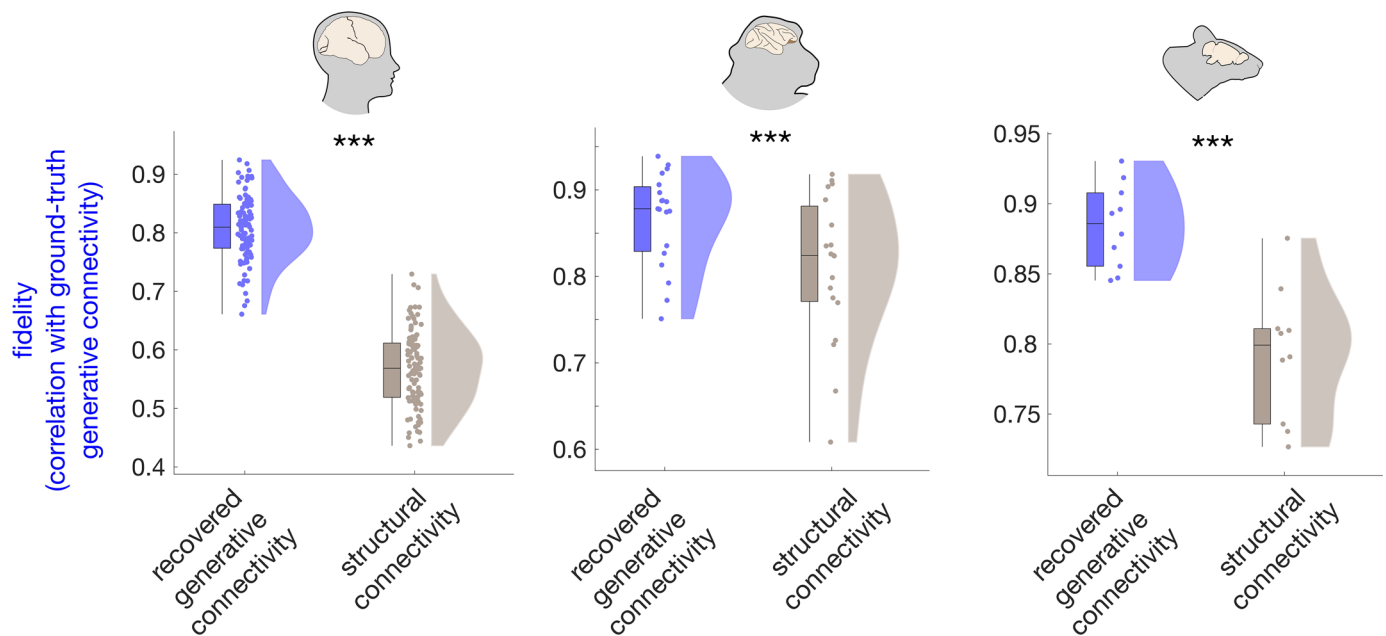 fidelity
(correlation with ground-truth
generative connectivity)
***
0.9
0.8
0.7
0.6
0.5
0.4
recovered
generative
connectivity
structural
connectivity
***
0.9
0.8
0.7
0.6
recovered
generative
connectivity
structural
connectivity
***
0.95
0.9
0.85
0.8
0.75
recovered
generative
connectivity
structural
connectivity